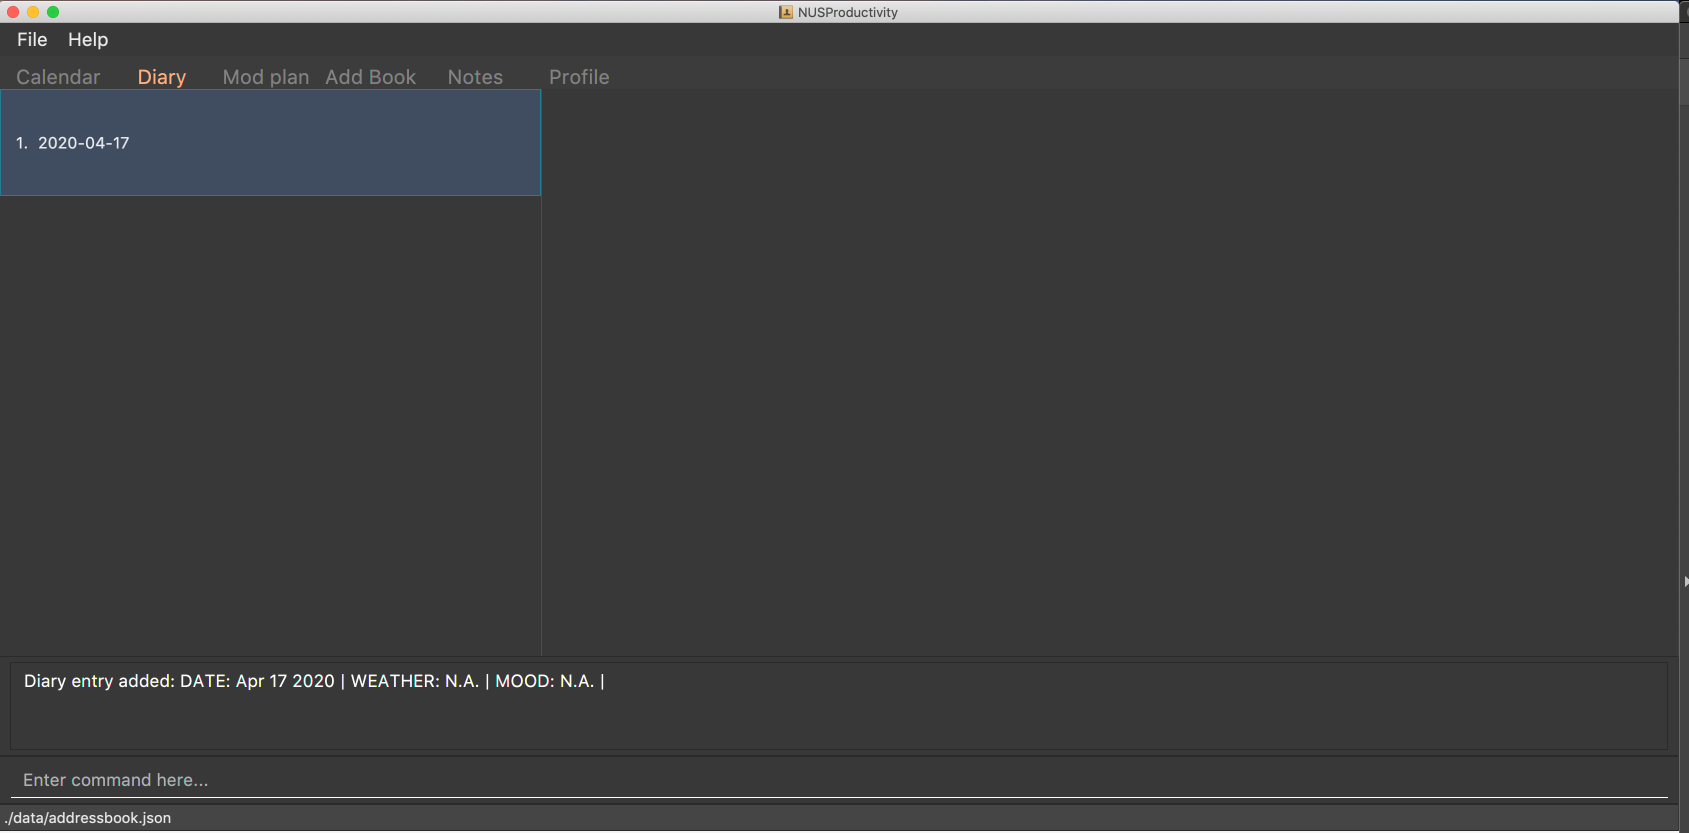 NUSProductivity
File Help
Calendar Diary Mod plan Add Book Notes Profile
1. 2020-04-17
Diary entry added: DATE: Apr 17 2020 | WEATHER: N.A. | MOOD: N.A. |
Enter command here...
./data/addressbook.json